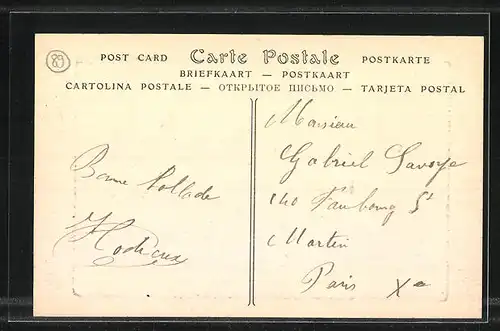 89
POST CARD Carte Postale POSTKARTE
BRIEFKAART — POSTKAART
CARTOLINA POSTALE — ОТКРЫТОЕ ПИСЬМО — TARJETA POSTAL
Bonne
Monsieur
Gabriel Savoye
140 Faubourg St
Martin
Paris Xe